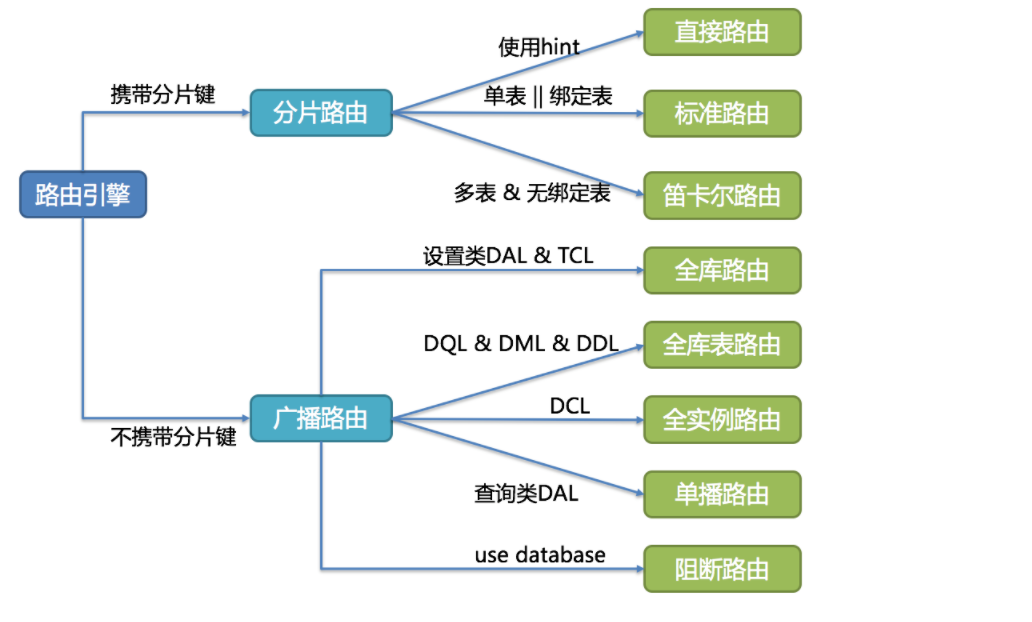 使用hint
直接路由
携带分片键
分片路由
单表 || 绑定表
标准路由
路由引擎
多表 & 无绑定表
笛卡尔路由
设置类DAL & TCL
全库路由
DQL & DML & DDL
全库表路由
不携带分片键
广播路由
DCL
全实例路由
查询类DAL
单播路由
use database
阻断路由